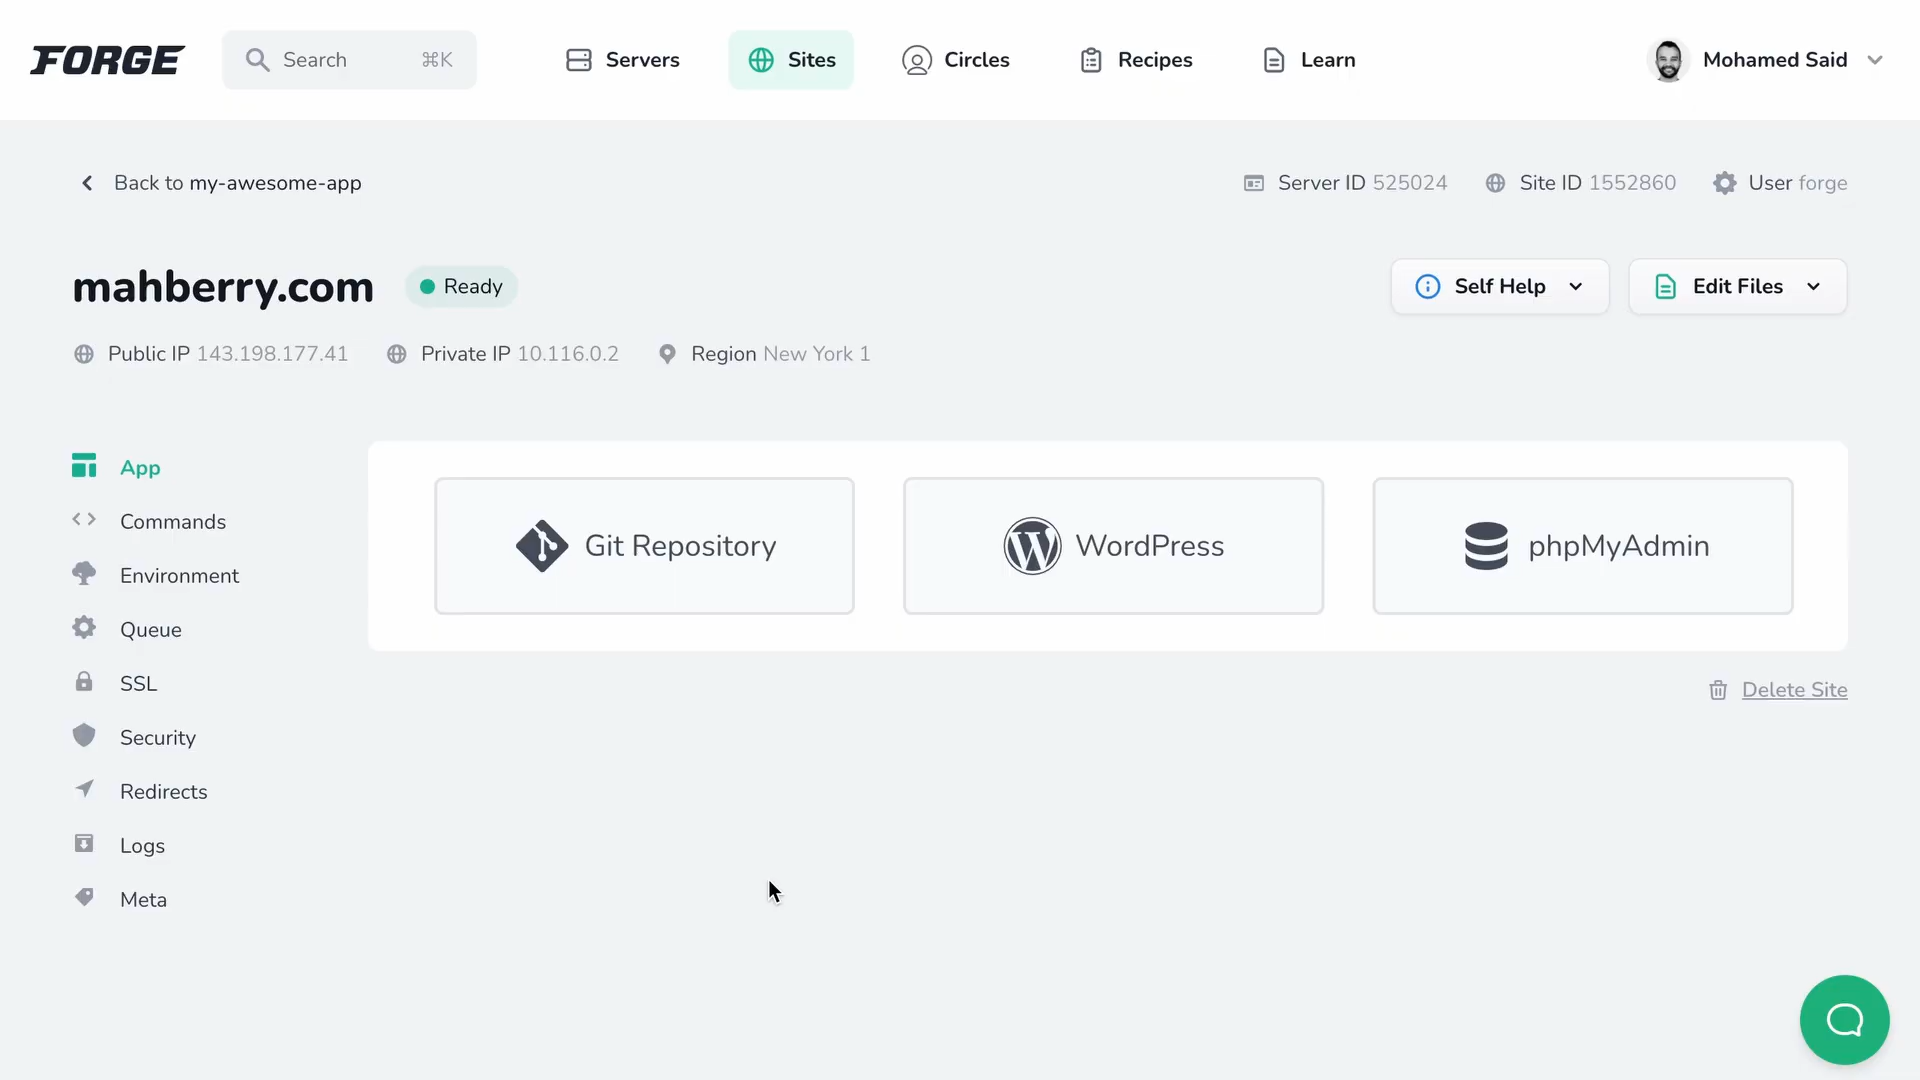 FORGE Search ⌘K Servers Sites Circles Recipes Learn Mohamed Said
Back to my-awesome-app Server ID 525024 Site ID 1552860 User forge
mahberry.com Ready Self Help Edit Files
Public IP 143.198.177.41 Private IP 10.116.0.2 Region New York 1
App
Commands
Environment
Queue
SSL
Security
Redirects
Logs
Meta
Git Repository WordPress phpMyAdmin
Delete Site